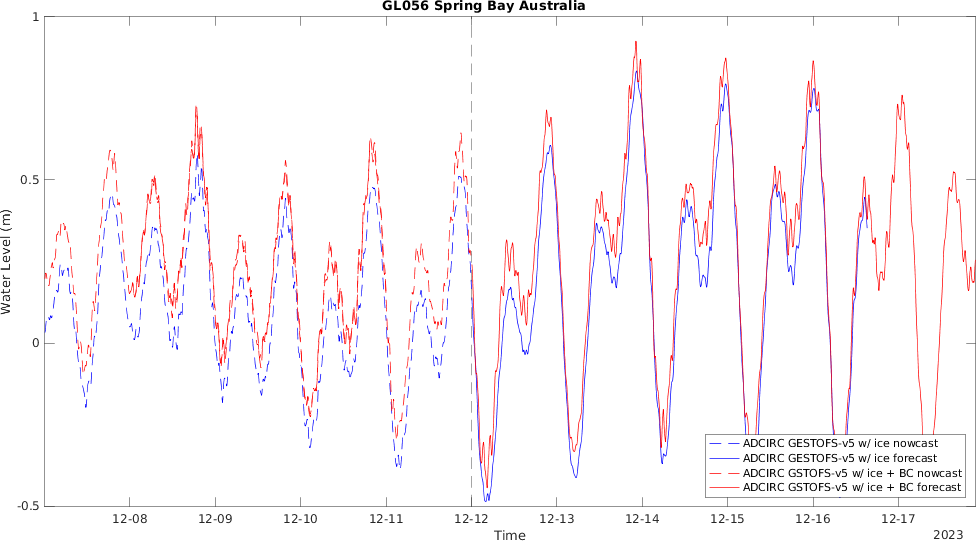 GL056 Spring Bay Australia
1
0.5
0
-0.5
Water Level (m)
12-08 12-09 12-10 12-11 12-12 12-13 12-14 12-15 12-16 12-17
Time
2023
ADCIRC GESTOFS-v5 w/ ice nowcast
ADCIRC GESTOFS-v5 w/ ice forecast
ADCIRC GSTOFS-v5 w/ ice + BC nowcast
ADCIRC GSTOFS-v5 w/ ice + BC forecast